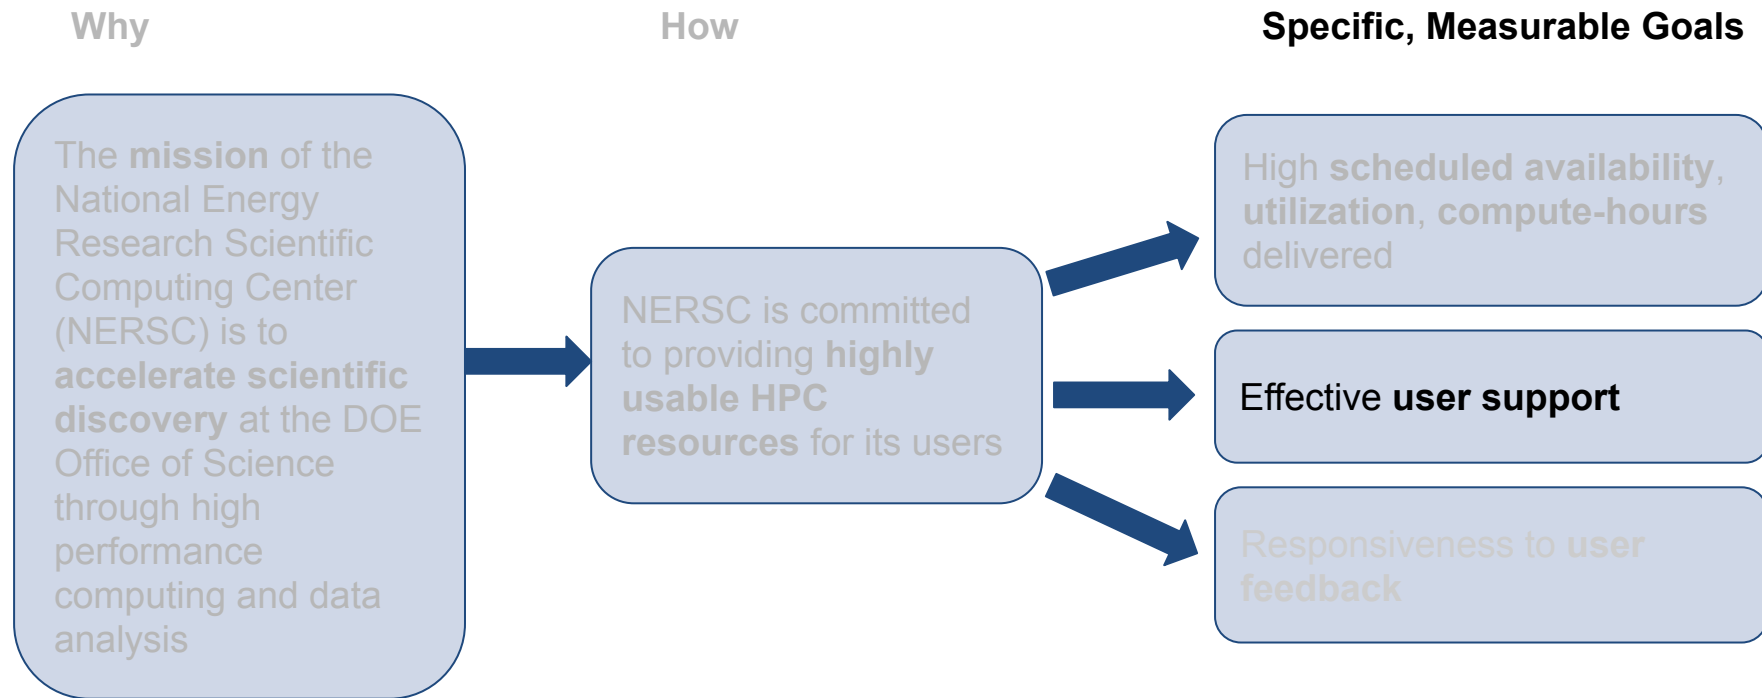 Why
How
Specific, Measurable Goals
The mission of the
National Energy
Research Scientific
Computing Center
(NERSC) is to
accelerate scientific
discovery at the DOE
Office of Science
through high
performance
computing and data
analysis
NERSC is committed
to providing highly
usable HPC
resources for its users
High scheduled availability,
utilization, compute-hours
delivered
Effective user support
Responsiveness to user
feedback